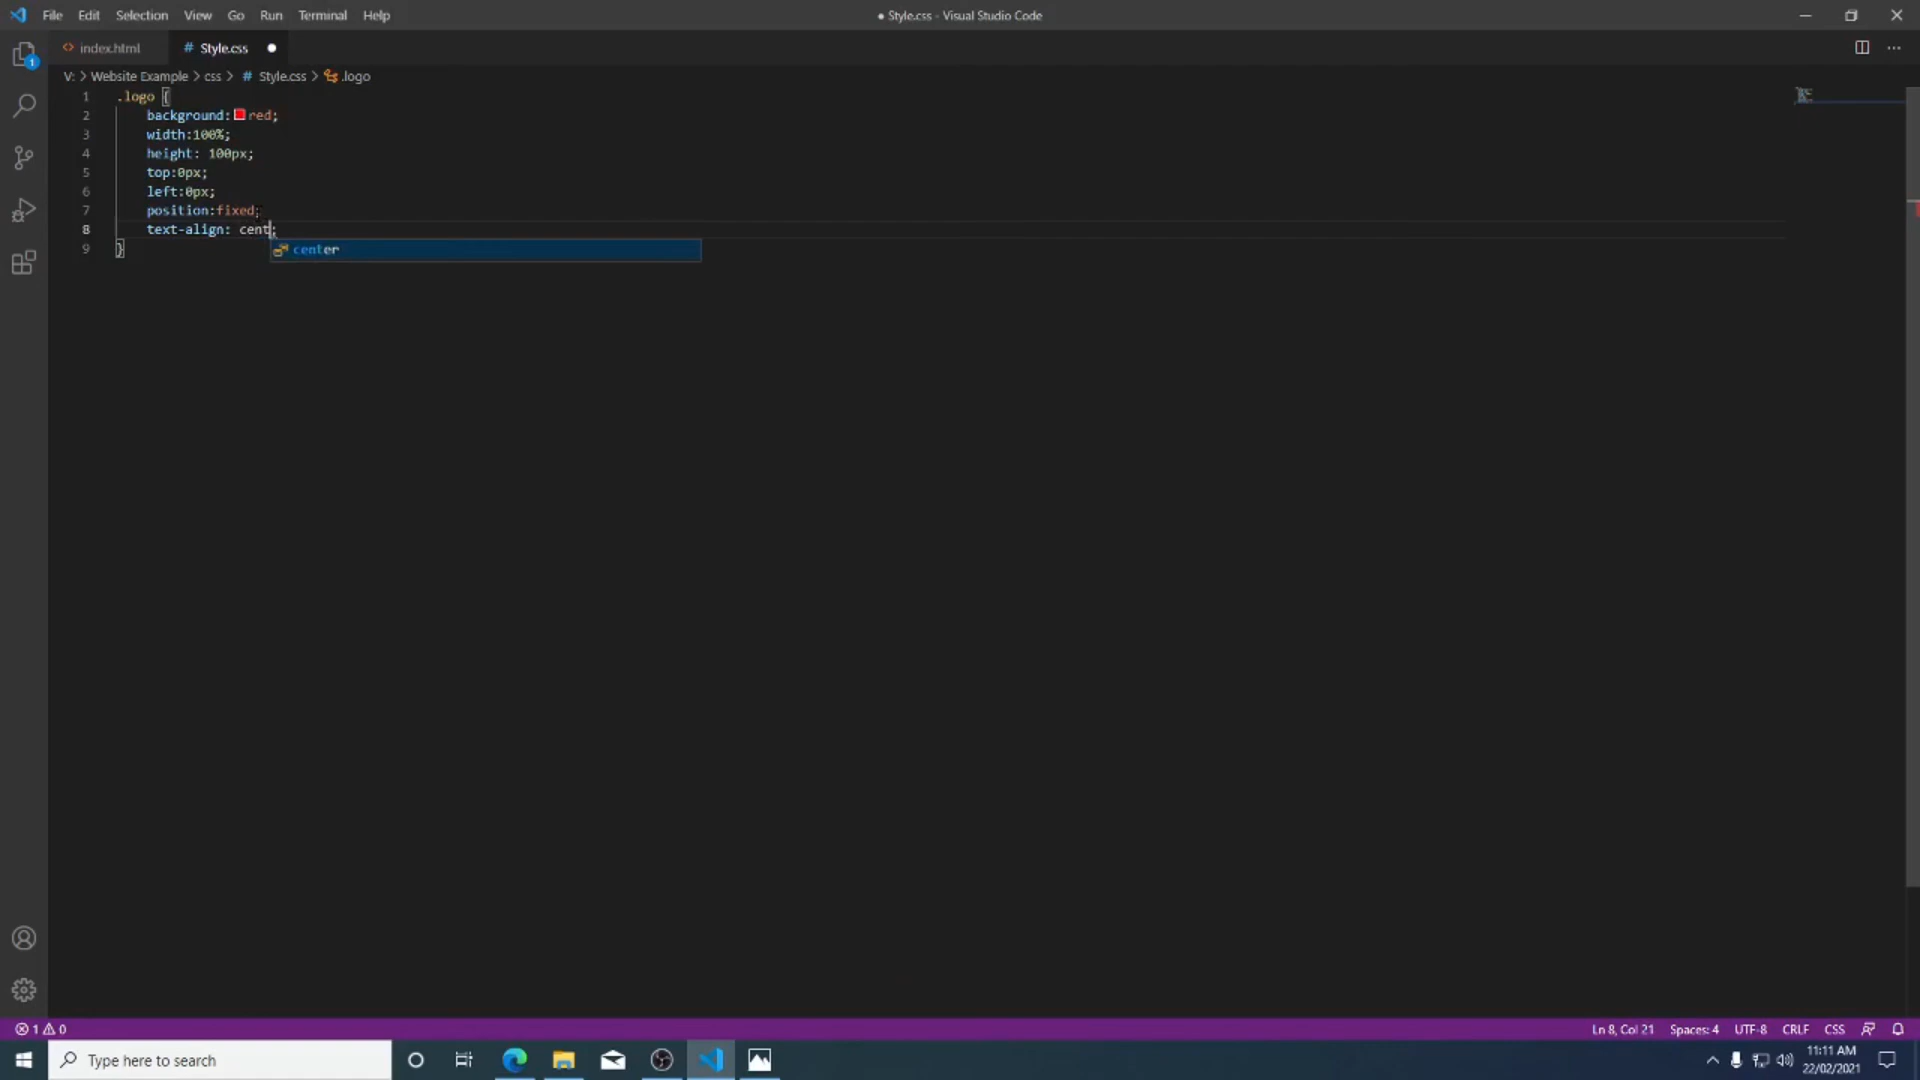 File Edit Selection View Go Run Terminal Help
● Style.css - Visual Studio Code
index.html
# Style.css
V: > Website Example > css > # Style.css > .logo
1 .logo {
2 background:red;
3 width:100%;
4 height: 100px;
5 top:0px;
6 left:0px;
7 position:fixed;
8 text-align: cent;
center
9 }
1
1 0
Ln 8, Col 21 Spaces: 4 UTF-8 CRLF CSS
Type here to search
11:11 AM
22/02/2021